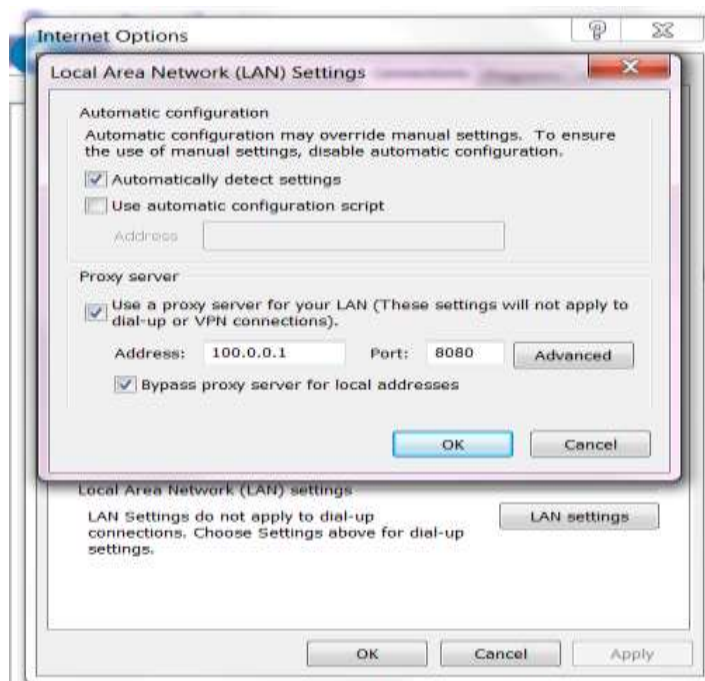 Internet Options
Local Area Network (LAN) Settings
Automatic configuration
Automatic configuration may override manual settings. To ensure
the use of manual settings, disable automatic configuration.
Automatically detect settings
Use automatic configuration script
Address
Proxy server
Use a proxy server for your LAN (These settings will not apply to
dial-up or VPN connections).
Address: 100.0.0.1 Port: 8080 Advanced
Bypass proxy server for local addresses
OK Cancel
Local Area Network (LAN) settings
LAN Settings do not apply to dial-up
connections. Choose Settings above for dial-up
settings.
LAN settings
OK Cancel Apply